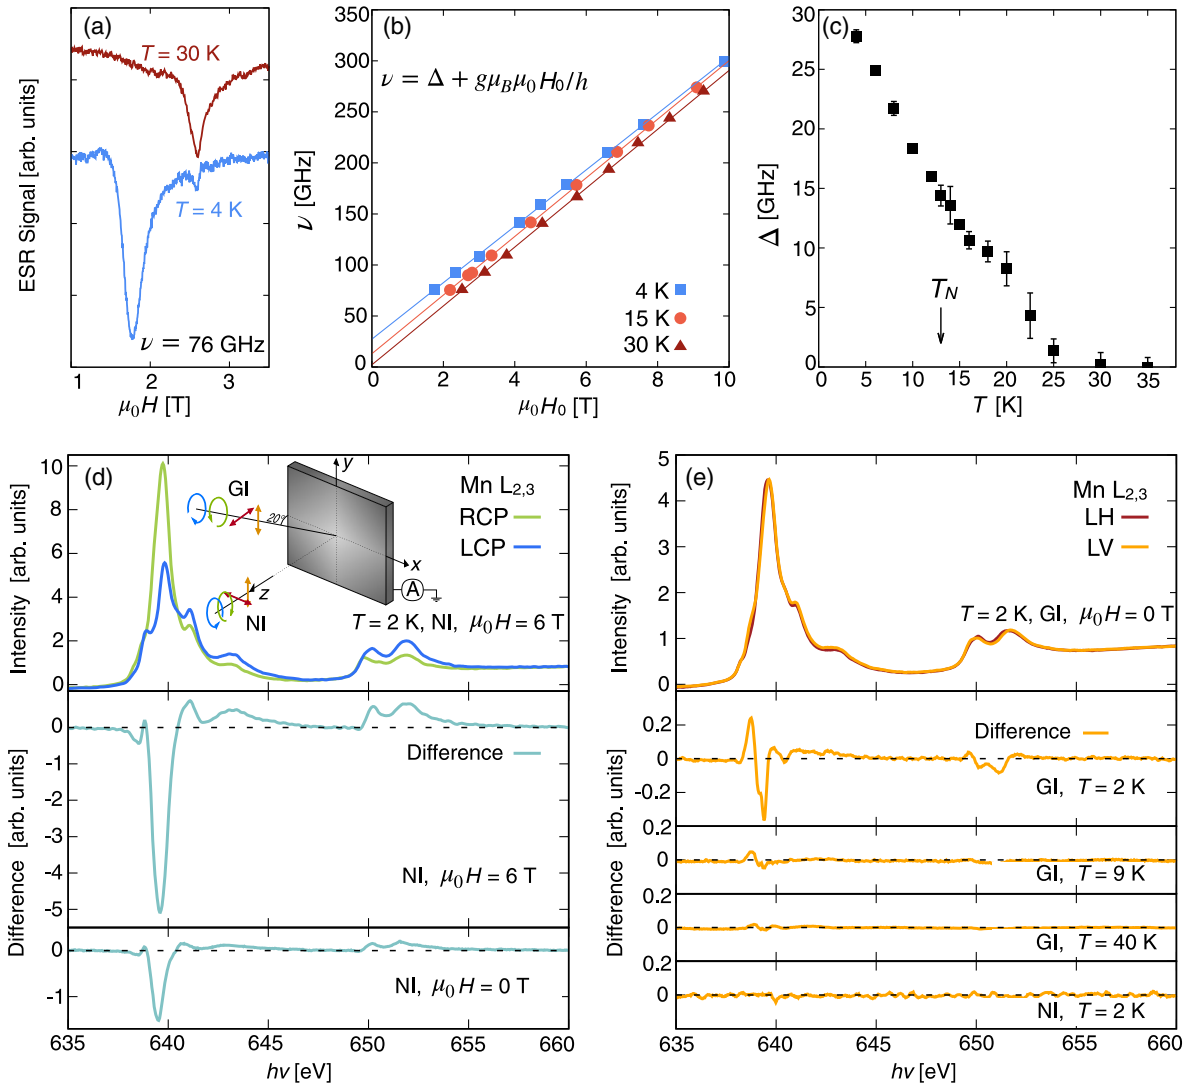 (a)
T = 30 K
T = 4 K
ν = 76 GHz
ESR Signal [arb. units]
1 2 3
μ₀H [T]
(b)
ν = Δ + gμ_Bμ₀H₀/h
350
300
250
200
150
100
50
0
ν [GHz]
4 K
15 K
30 K
0 2 4 6 8 10
μ₀H₀ [T]
(c)
30
25
20
15
10
5
0
Δ [GHz]
T_N
0 5 10 15 20 25 30 35
T [K]
(d)
10
8
6
4
2
0
Intensity [arb. units]
GI
20°
y
x
z
A
NI
Mn L₂,₃
RCP
LCP
T = 2 K, NI, μ₀H = 6 T
0
-1
-2
-3
-4
-5
Difference
NI, μ₀H = 6 T
0
-1
NI, μ₀H = 0 T
Difference [arb. units]
635 640 645 650 655 660
hν [eV]
(e)
5
4
3
2
1
0
Intensity [arb. units]
Mn L₂,₃
LH
LV
T = 2 K, GI, μ₀H = 0 T
0.2
0
-0.2
Difference
GI, T = 2 K
0.2
0
GI, T = 9 K
0.2
0
GI, T = 40 K
0.2
0
NI, T = 2 K
Difference [arb. units]
635 640 645 650 655 660
hν [eV]